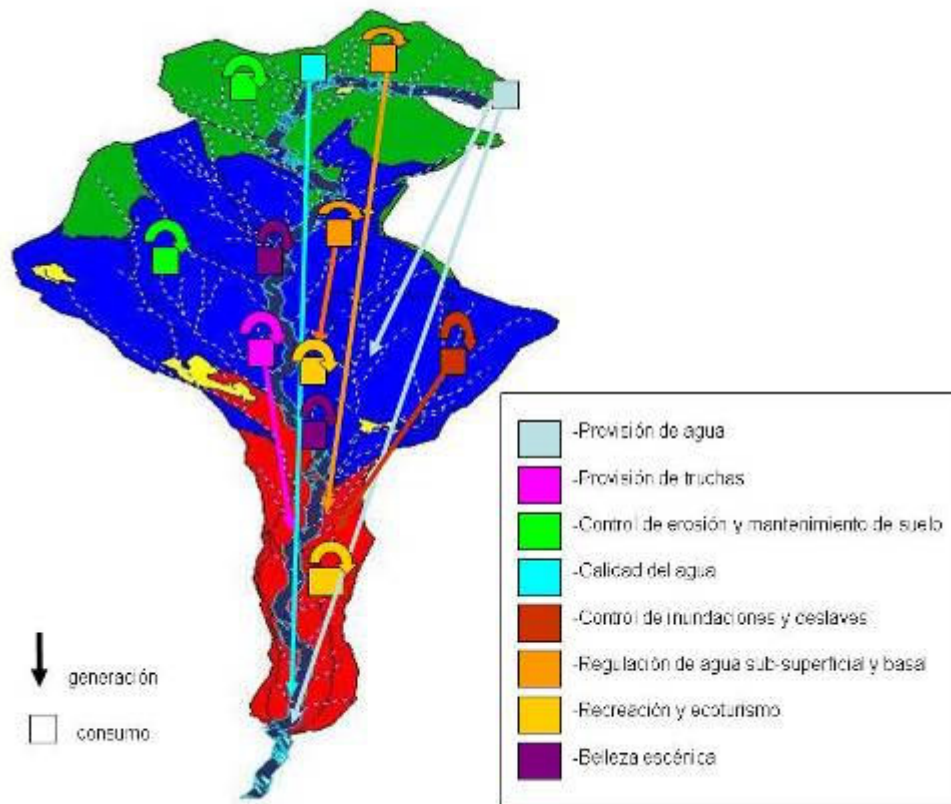 -Provisión de agua
-Provisión de truchas
-Control de erosión y mantenimiento de suelo
-Calidad del agua
-Control de inundaciones y deslaves
-Regulación de agua sub-superficial y basal
-Recreación y ecoturismo
-Belleza escénica
generación
consumo